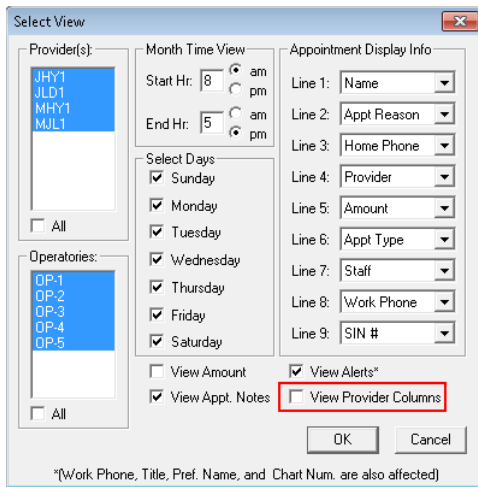 Select View
Provider(s):
JHY1
JLD1
MHY1
MJL1
All
Operatories:
OP-1
OP-2
OP-3
OP-4
OP-5
All
Month Time View
Start Hr: 8 am
pm
End Hr: 5 am
pm
Select Days
Sunday
Monday
Tuesday
Wednesday
Thursday
Friday
Saturday
Appointment Display Info
Line 1: Name
Line 2: Appt Reason
Line 3: Home Phone
Line 4: Provider
Line 5: Amount
Line 6: Appt Type
Line 7: Staff
Line 8: Work Phone
Line 9: SIN #
View Amount
View Alerts*
View Appt. Notes
View Provider Columns
OK Cancel
*(Work Phone, Title, Pref. Name, and Chart Num. are also affected)